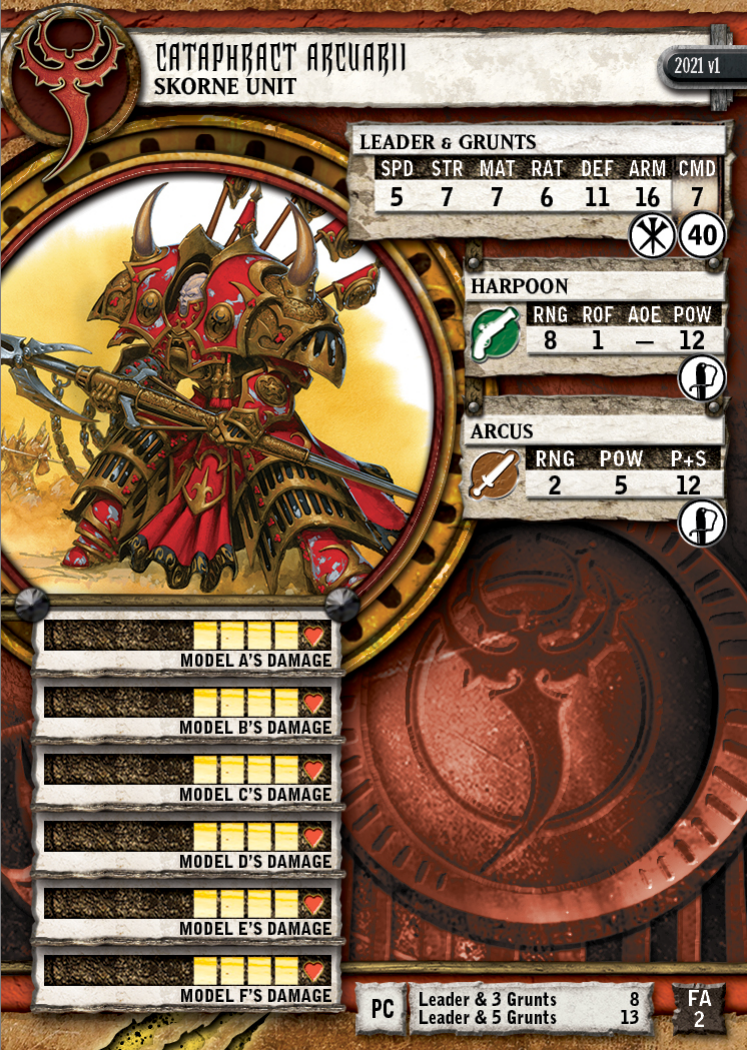 CATAPHRACT ARCUARII
SKORNE UNIT
2021 v1
LEADER & GRUNTS
SPD STR MAT RAT DEF ARM CMD
5 7 7 6 11 16 7
40
HARPOON
RNG ROF AOE POW
8 1 — 12
ARCUS
RNG POW P+S
2 5 12
MODEL A'S DAMAGE
MODEL B'S DAMAGE
MODEL C'S DAMAGE
MODEL D'S DAMAGE
MODEL E'S DAMAGE
MODEL F'S DAMAGE
PC
Leader & 3 Grunts 8
Leader & 5 Grunts 13
FA
2